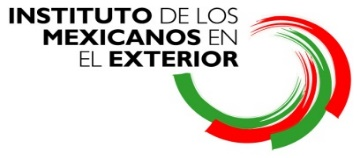 INSTITUTO DE LOS
MEXICANOS EN
EL EXTERIOR